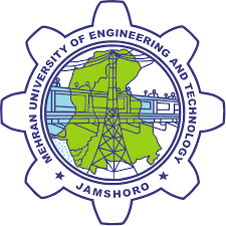 MEHRAN UNIVERSITY OF ENGINEERING AND TECHNOLOGY
JAMSHORO